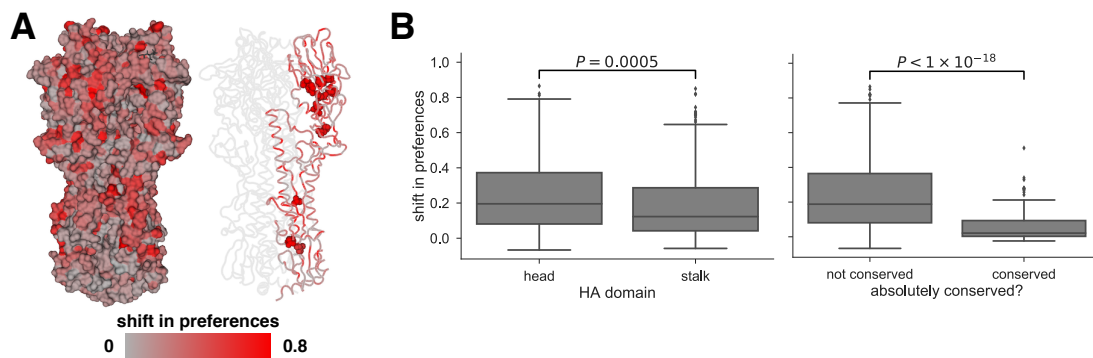 A
shift in preferences
0
0.8
B
shift in preferences
1.0
0.8
0.6
0.4
0.2
0.0
P = 0.0005
head
stalk
HA domain
P < 1 × 10⁻¹⁸
not conserved
conserved
absolutely conserved?